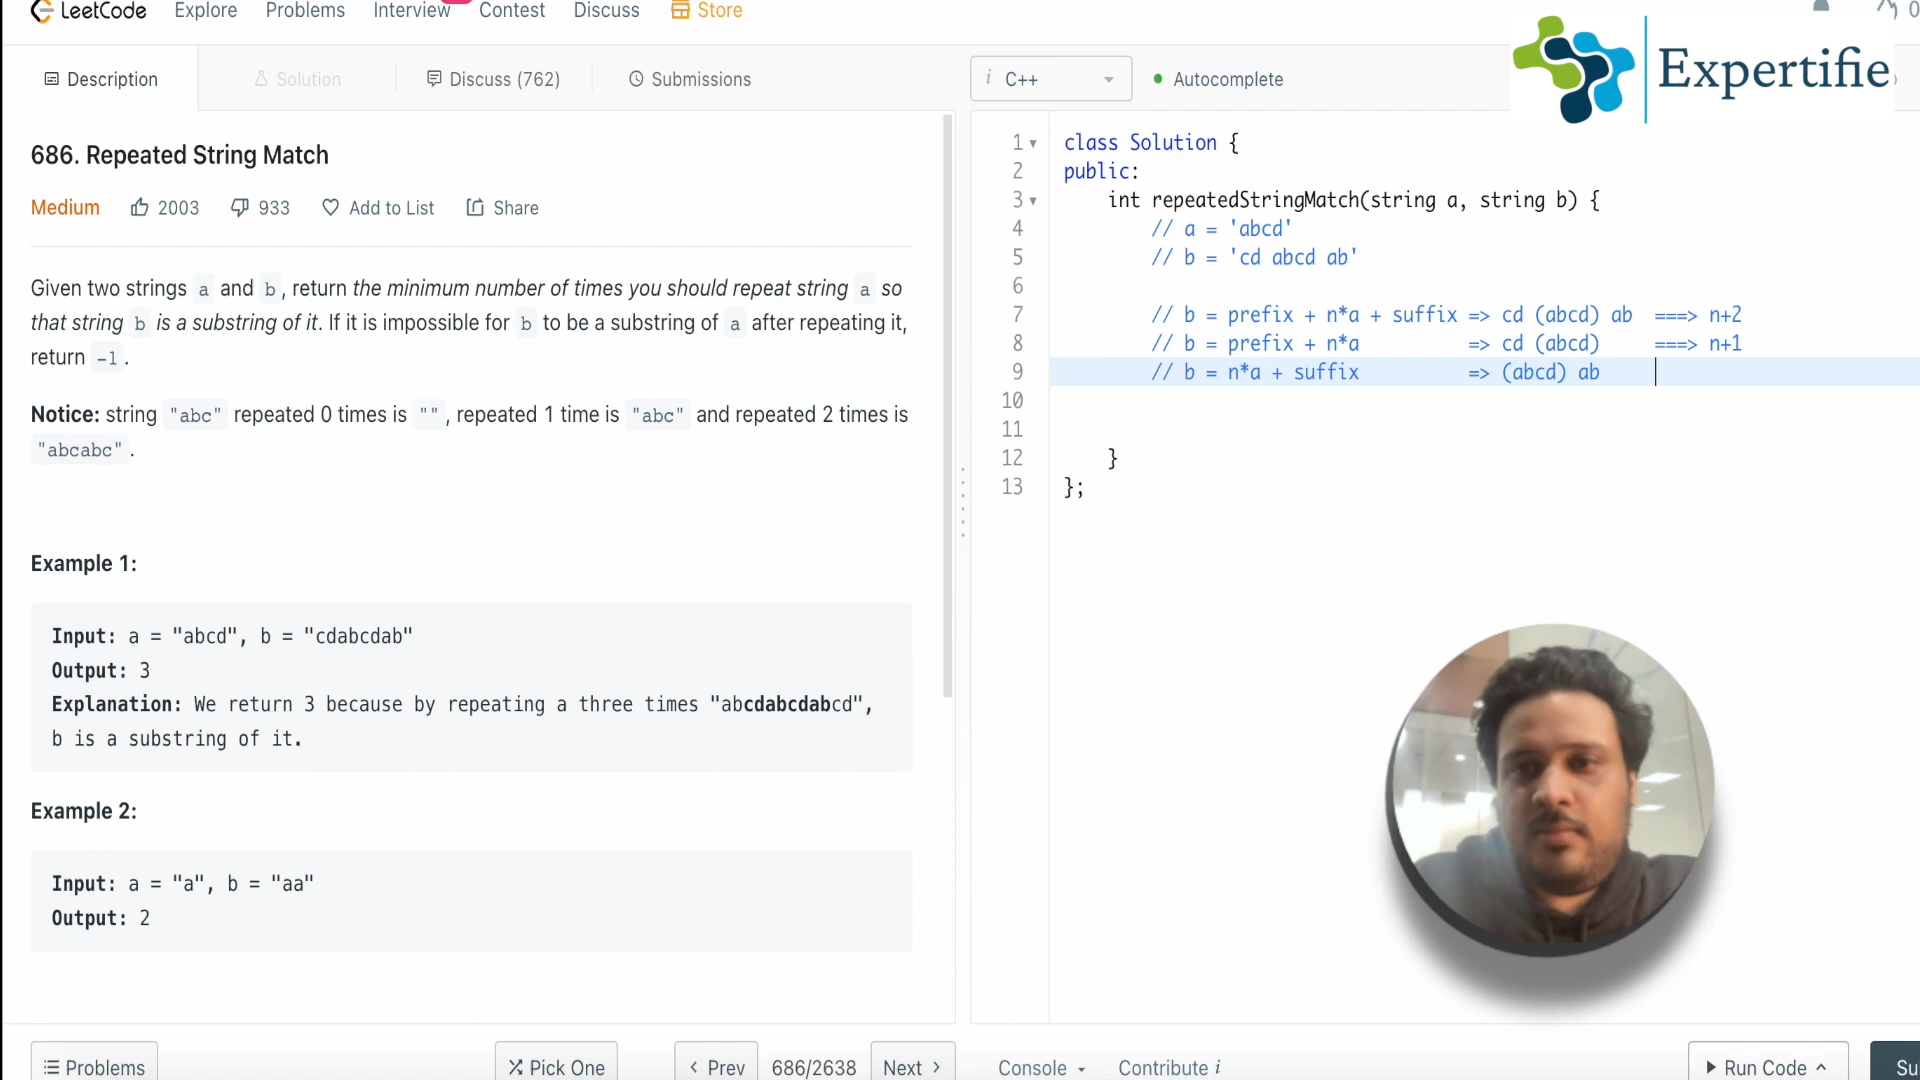 LeetCode Explore Problems Interview Contest Discuss Store 0
Expertifie
Description Solution Discuss (762) Submissions
i C++ Autocomplete
686. Repeated String Match
Medium 2003 933 Add to List Share
Given two strings a and b, return the minimum number of times you should repeat string a so
that string b is a substring of it. If it is impossible for b to be a substring of a after repeating it,
return -1.
Notice: string "abc" repeated 0 times is "", repeated 1 time is "abc" and repeated 2 times is
"abcabc".
Example 1:
Input: a = "abcd", b = "cdabcdab"
Output: 3
Explanation: We return 3 because by repeating a three times "abcdabcdabcd",
b is a substring of it.
Example 2:
Input: a = "a", b = "aa"
Output: 2
1 class Solution {
2 public:
3 int repeatedStringMatch(string a, string b) {
4 // a = 'abcd'
5 // b = 'cd abcd ab'
6
7 // b = prefix + n*a + suffix => cd (abcd) ab ===> n+2
8 // b = prefix + n*a => cd (abcd) ===> n+1
9 // b = n*a + suffix => (abcd) ab
10
11
12 }
13 };
Problems Pick One < Prev 686/2638 Next > Console Contribute i Run Code Su